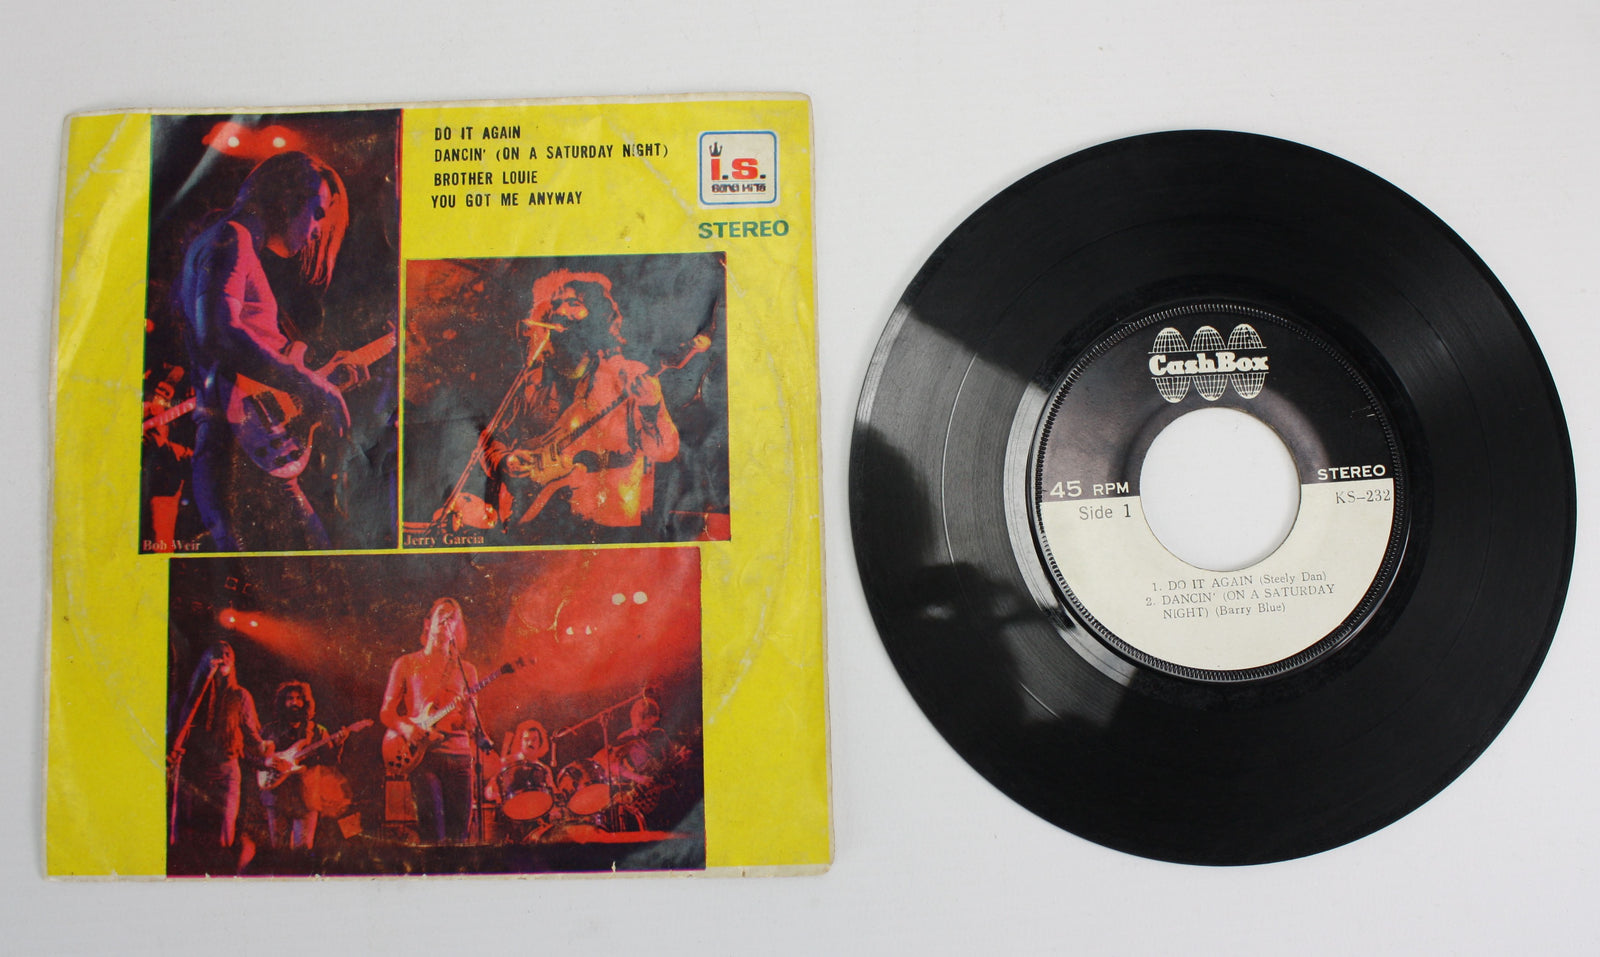 DO IT AGAIN
DANCIN' (ON A SATURDAY NIGHT)
BROTHER LOUIE
YOU GOT ME ANYWAY
I.S.
SONG HITS
STEREO
Bob Weir
Jerry Garcia
CashBox
45 RPM
STEREO
Side 1
KS-232
1. DO IT AGAIN (Steely Dan)
2. DANCIN' (ON A SATURDAY
NIGHT) (Barry Blue)